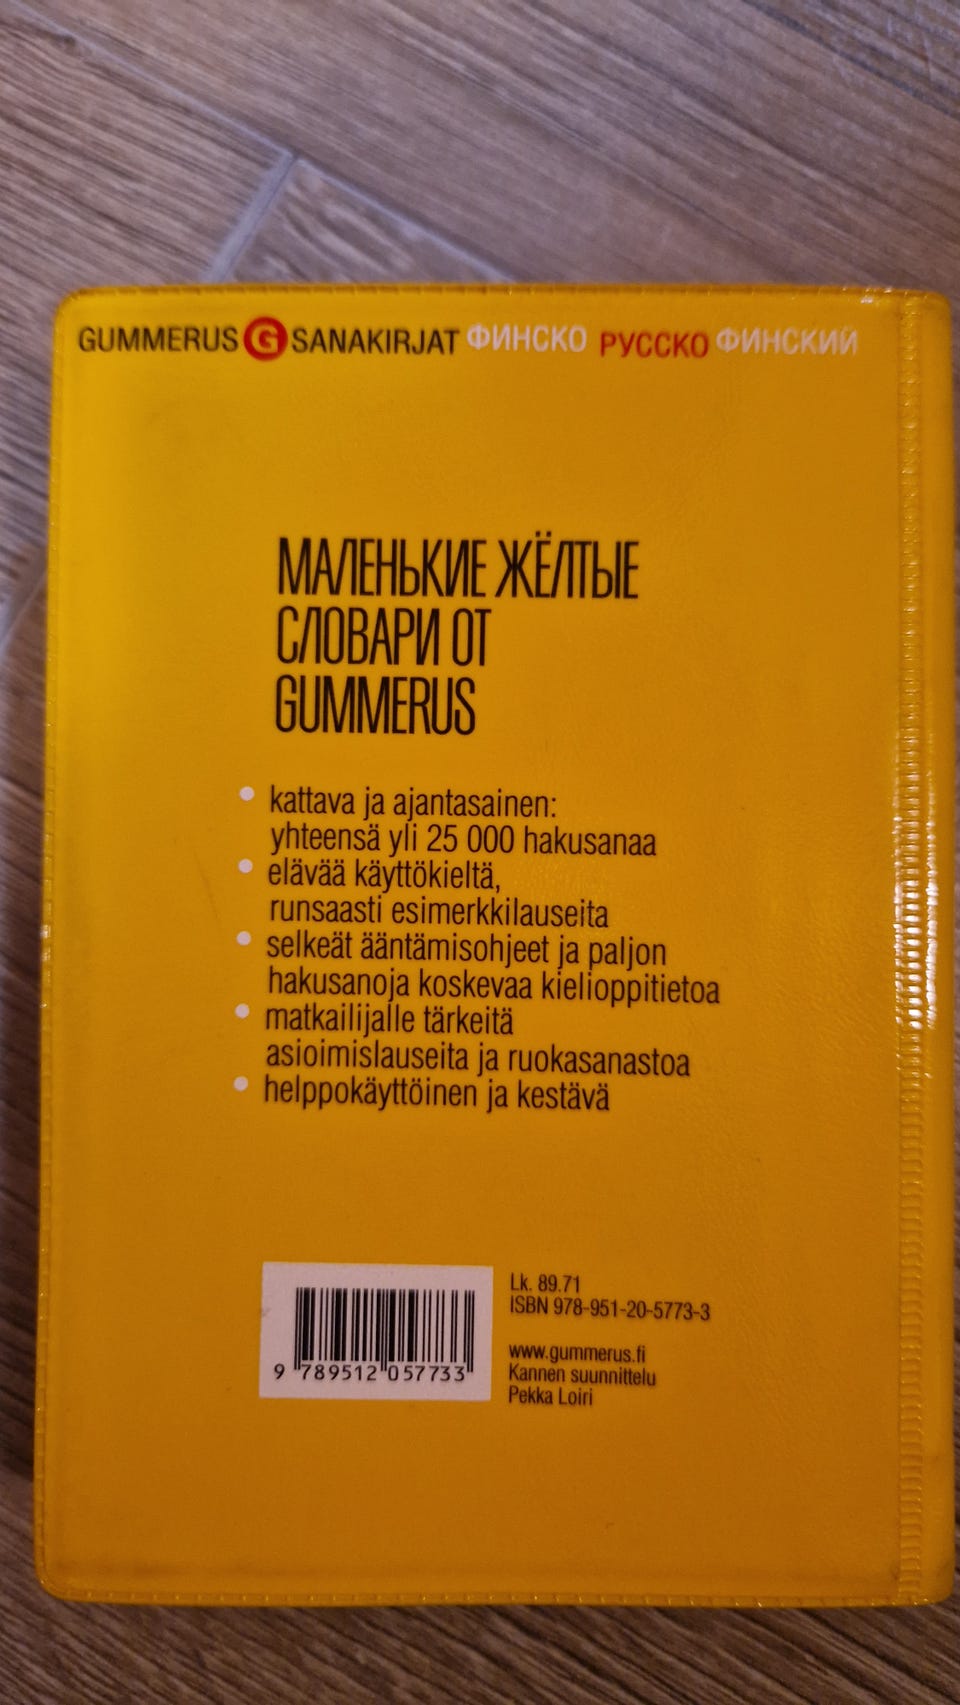 GUMMERUS G SANAKIRJAT ФИНСКО РУССКО ФИНСКИЙ
МАЛЕНЬКИЕ ЖЁЛТЫЕ
СЛОВАРИ ОТ
GUMMERUS
• kattava ja ajantasainen:
yhteensä yli 25 000 hakusanaa
• elävää käyttökieltä,
runsaasti esimerkkilauseita
• selkeät ääntämisohjeet ja paljon
hakusanoja koskevaa kielioppitietoa
• matkailijalle tärkeitä
asioimislauseita ja ruokasanastoa
• helppokäyttöinen ja kestävä
Lk. 89.71
ISBN 978-951-20-5773-3
www.gummerus.fi
Kannen suunnittelu
Pekka Loiri
9 789512 057733